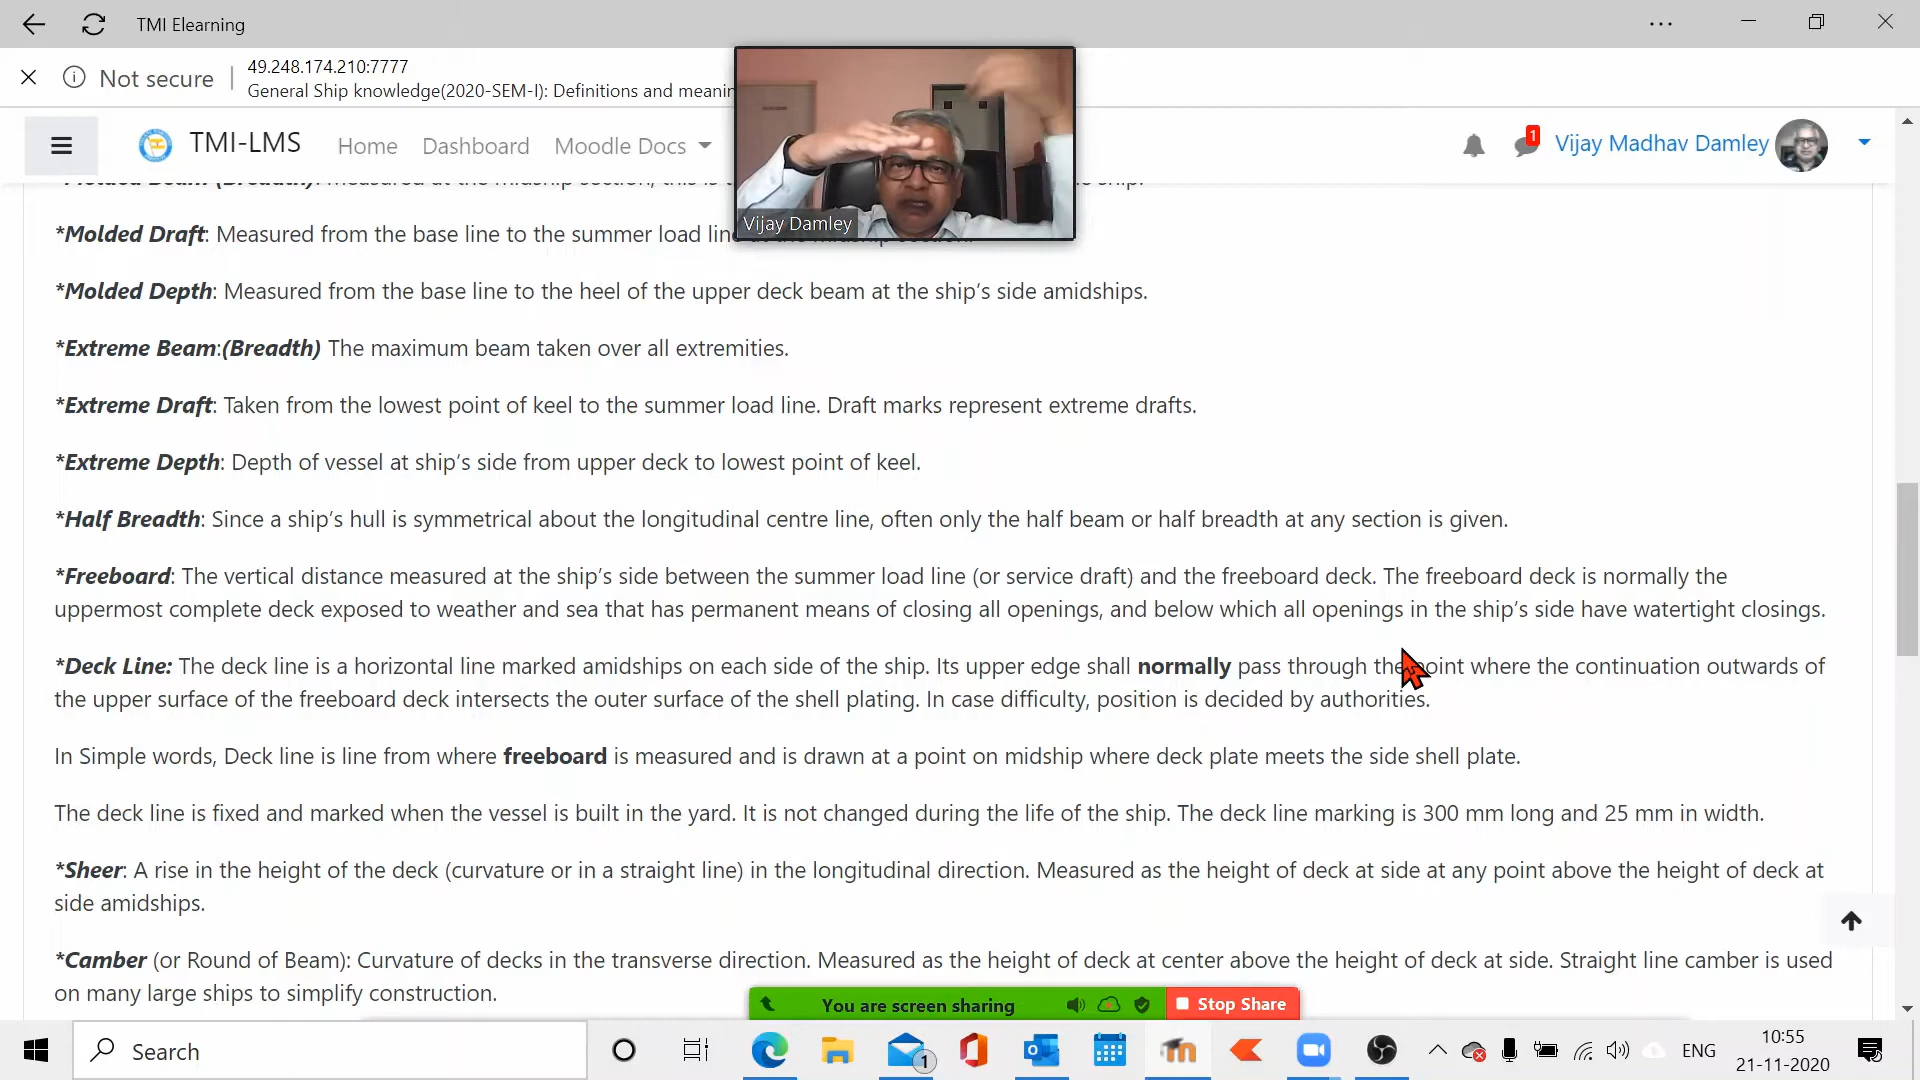 TMI Elearning
Not secure
49.248.174.210:7777
General Ship knowledge(2020-SEM-I): Definitions and meanin
TMI-LMS Home Dashboard Moodle Docs
1
Vijay Madhav Damley
Vijay Damley
*Molded Beam (Breadth): Measured at the midship section, this is ship.
*Molded Draft: Measured from the base line to the summer load line at the midship section.
*Molded Depth: Measured from the base line to the heel of the upper deck beam at the ship’s side amidships.
*Extreme Beam:(Breadth) The maximum beam taken over all extremities.
*Extreme Draft: Taken from the lowest point of keel to the summer load line. Draft marks represent extreme drafts.
*Extreme Depth: Depth of vessel at ship’s side from upper deck to lowest point of keel.
*Half Breadth: Since a ship’s hull is symmetrical about the longitudinal centre line, often only the half beam or half breadth at any section is given.
*Freeboard: The vertical distance measured at the ship’s side between the summer load line (or service draft) and the freeboard deck. The freeboard deck is normally the
uppermost complete deck exposed to weather and sea that has permanent means of closing all openings, and below which all openings in the ship’s side have watertight closings.
*Deck Line: The deck line is a horizontal line marked amidships on each side of the ship. Its upper edge shall normally pass through the point where the continuation outwards of
the upper surface of the freeboard deck intersects the outer surface of the shell plating. In case difficulty, position is decided by authorities.
In Simple words, Deck line is line from where freeboard is measured and is drawn at a point on midship where deck plate meets the side shell plate.
The deck line is fixed and marked when the vessel is built in the yard. It is not changed during the life of the ship. The deck line marking is 300 mm long and 25 mm in width.
*Sheer: A rise in the height of the deck (curvature or in a straight line) in the longitudinal direction. Measured as the height of deck at side at any point above the height of deck at
side amidships.
*Camber (or Round of Beam): Curvature of decks in the transverse direction. Measured as the height of deck at center above the height of deck at side. Straight line camber is used
on many large ships to simplify construction.
You are screen sharing
Stop Share
Search
1
ENG
10:55
21-11-2020